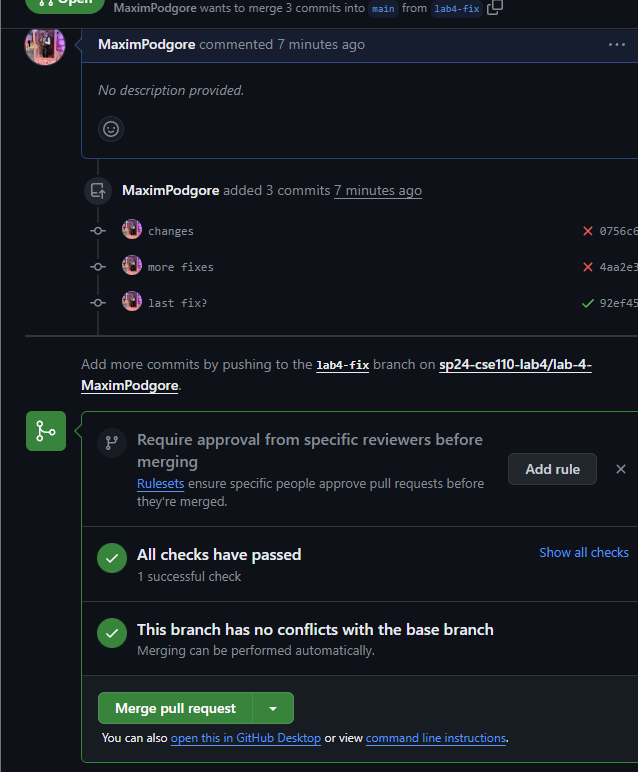 Open
MaximPodgore wants to merge 3 commits into main from lab4-fix
MaximPodgore commented 7 minutes ago
No description provided.
MaximPodgore added 3 commits 7 minutes ago
changes 0756c6
more fixes 4aa2e3
last fix? 92ef45
Add more commits by pushing to the lab4-fix branch on sp24-cse110-lab4/lab-4-
MaximPodgore.
Require approval from specific reviewers before
merging
Rulesets ensure specific people approve pull requests before
they're merged.
Add rule
All checks have passed
1 successful check
Show all checks
This branch has no conflicts with the base branch
Merging can be performed automatically.
Merge pull request
You can also open this in GitHub Desktop or view command line instructions.